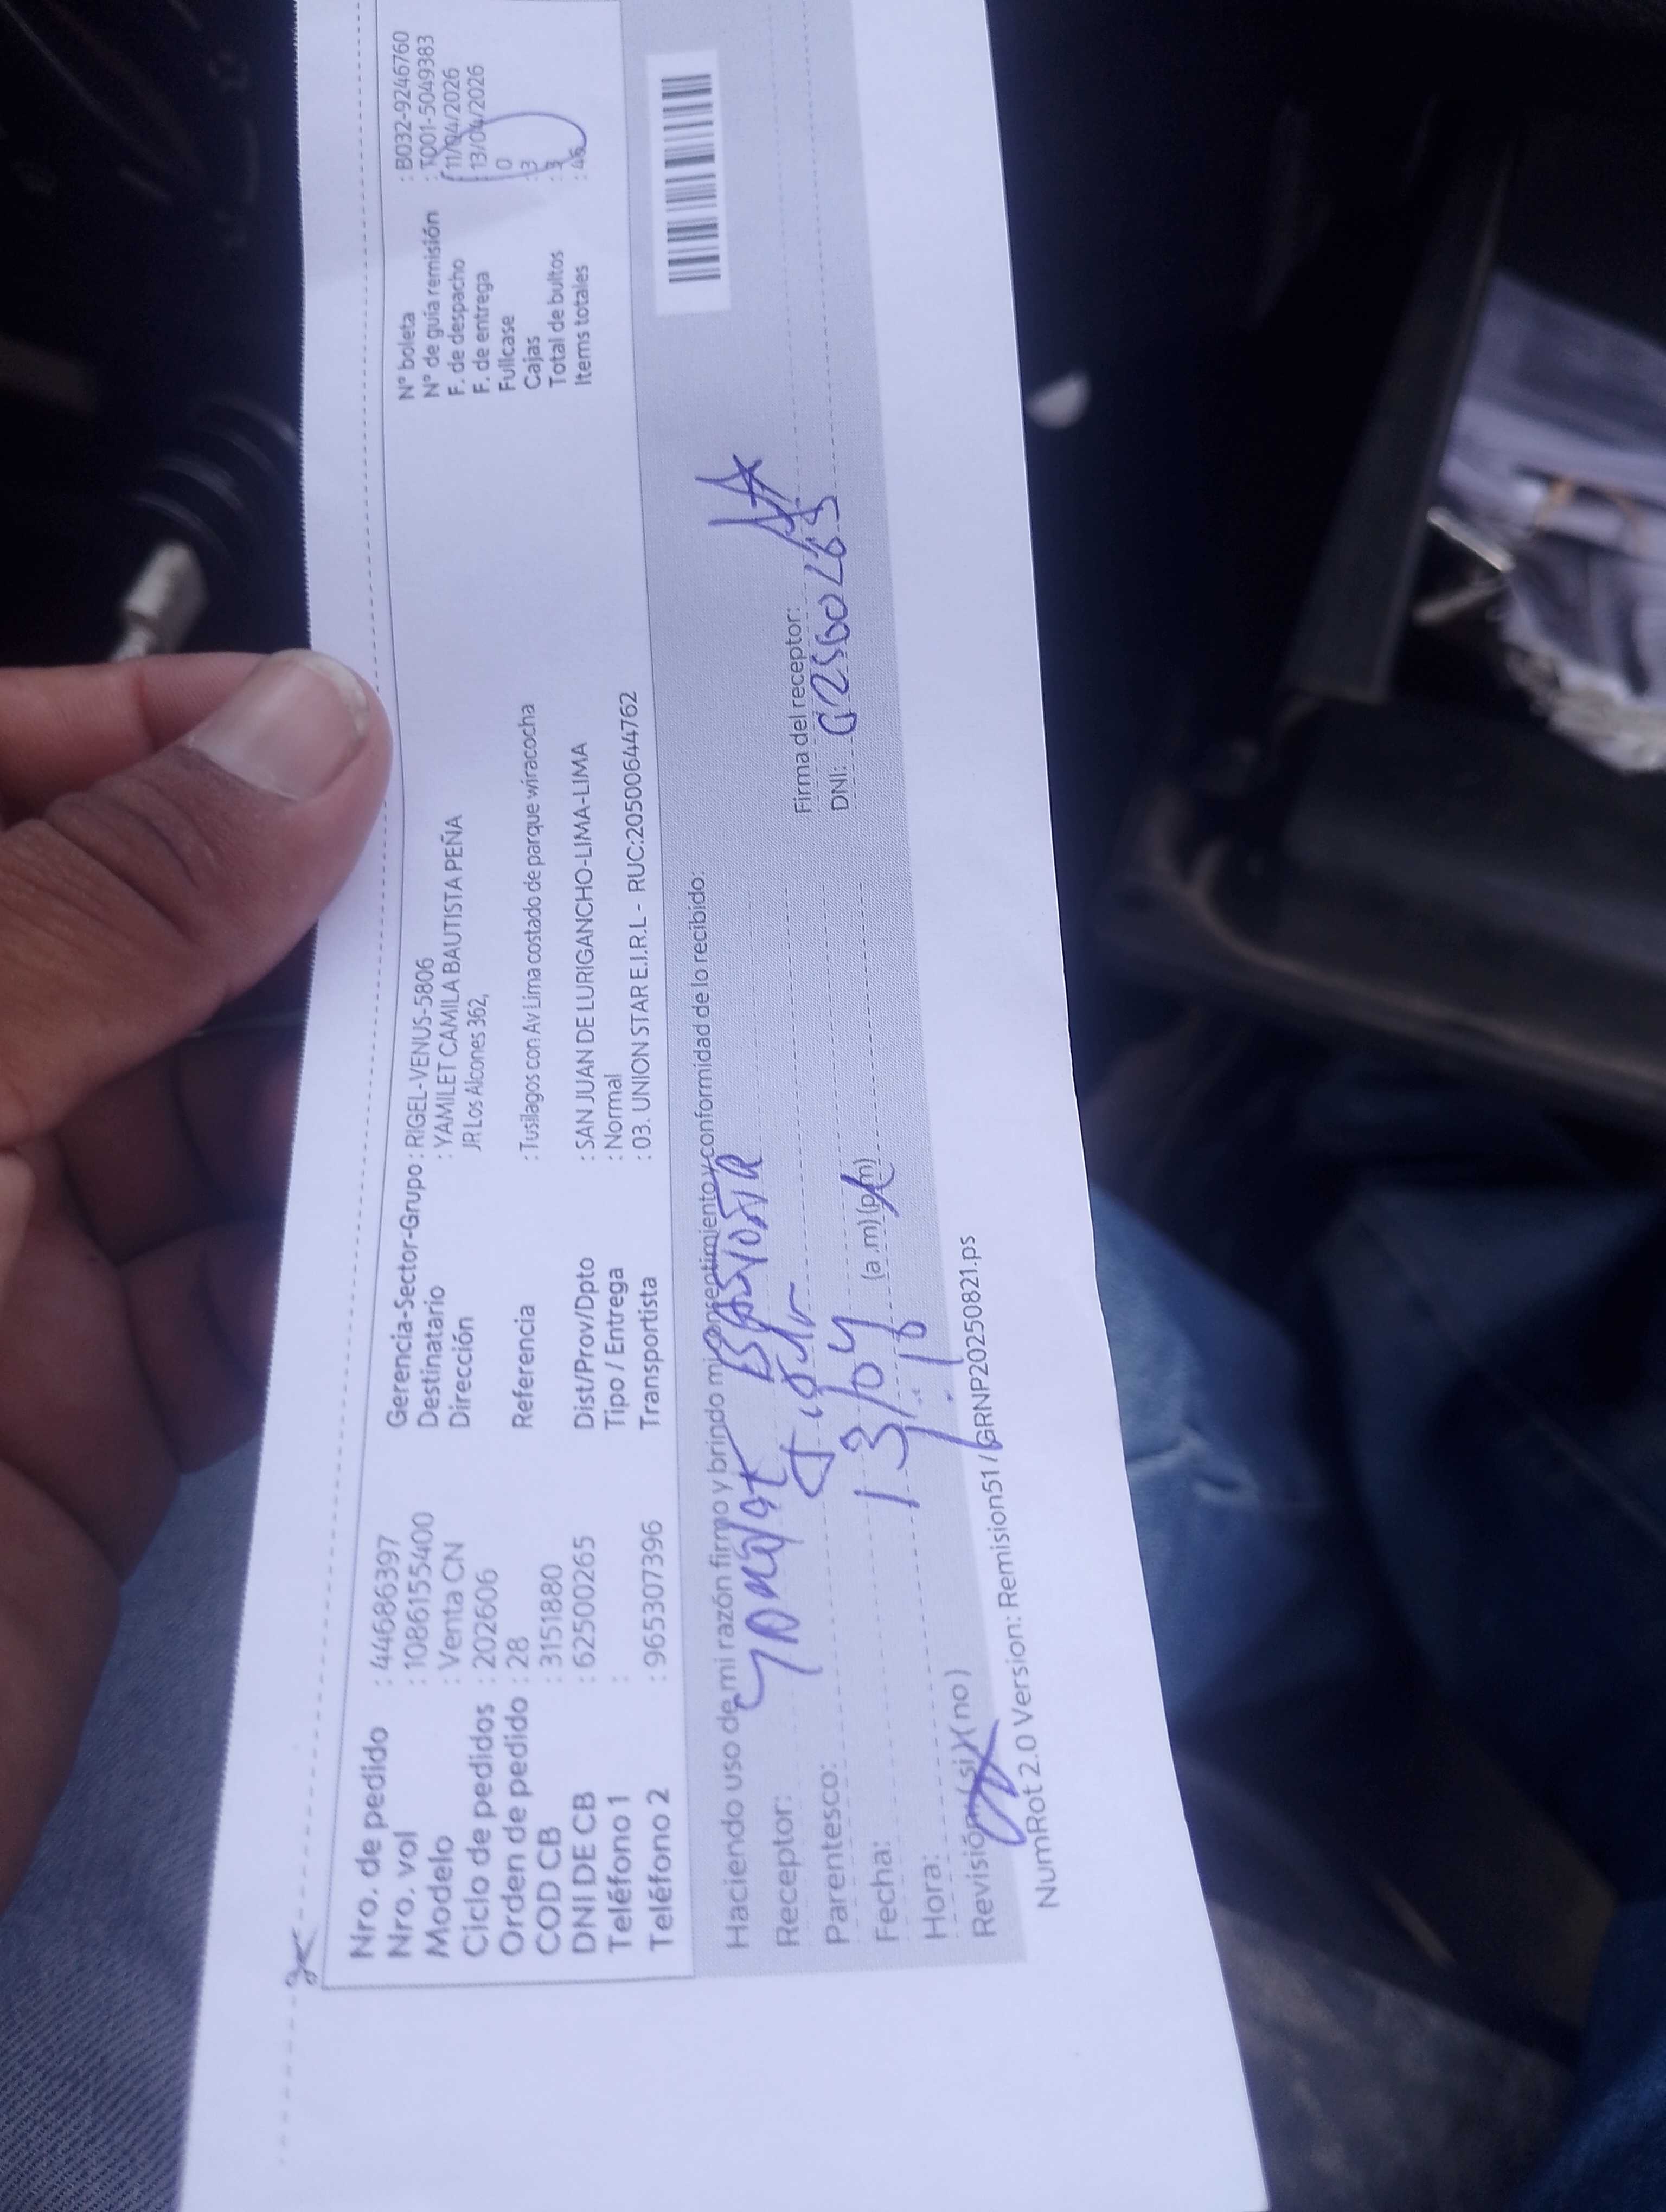 Nro. de pedido : 44686397
Nro. vol : 1086155400
Modelo : Venta CN
Ciclo de pedidos : 202606
Orden de pedido : 28
COD CB : 3151880
DNI DE CB : 62500265
Teléfono 1 :
Teléfono 2 : 965307396
Gerencia-Sector-Grupo : RIGEL-VENUS-5806
Destinatario : YAMILET CAMILA BAUTISTA PEÑA
Dirección JR Los Alcones 362,
Referencia : Tusilagos con Av Lima costado de parque wiracocha
Dist/Prov/Dpto : SAN JUAN DE LURIGANCHO-LIMA-LIMA
Tipo / Entrega : Normal
Transportista : 03. UNION STAR E.I.R.L - RUC:20500644762
N° boleta : B032-9246760
N° de guía remisión : T001-5049383
F. de despacho : 11/04/2026
F. de entrega : 13/04/2026
Fullcase : 0
Cajas : 3
Total de bultos : 3
Items totales : 46
Haciendo uso de mi razón firmo y brindo mi consentimiento y conformidad de lo recibido:
Receptor:
Parentesco:
Fecha: 13/04
Hora: (a.m) (p.m)
Revisión (si) (no)
Firma del receptor:
DNI:
NumRot 2.0 Version: Remision51 / GRNP20250821.ps